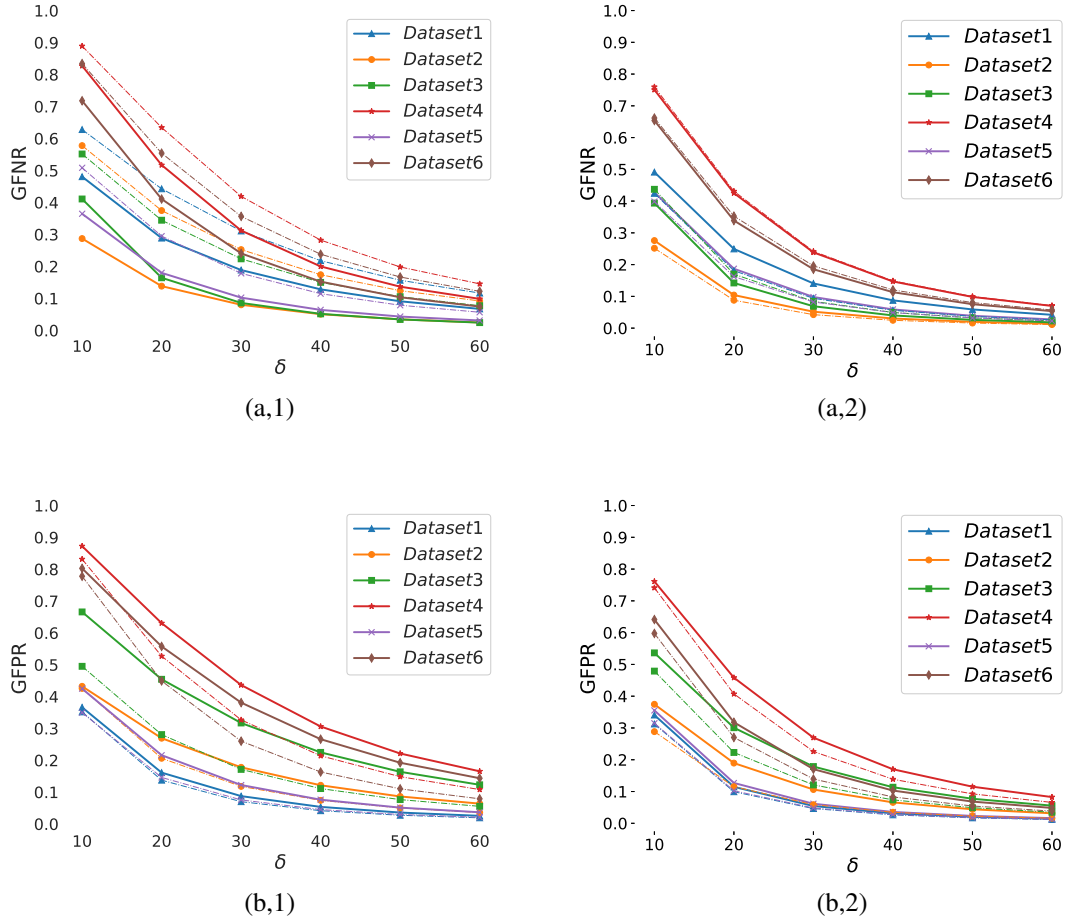 1.0
0.9
0.8
0.7
0.6
0.5
0.4
0.3
0.2
0.1
0.0
GFNR
10 20 30 40 50 60
δ
Dataset1
Dataset2
Dataset3
Dataset4
Dataset5
Dataset6
(a,1)
1.0
0.9
0.8
0.7
0.6
0.5
0.4
0.3
0.2
0.1
0.0
GFNR
10 20 30 40 50 60
δ
Dataset1
Dataset2
Dataset3
Dataset4
Dataset5
Dataset6
(a,2)
1.0
0.9
0.8
0.7
0.6
0.5
0.4
0.3
0.2
0.1
0.0
GFPR
10 20 30 40 50 60
δ
Dataset1
Dataset2
Dataset3
Dataset4
Dataset5
Dataset6
(b,1)
1.0
0.9
0.8
0.7
0.6
0.5
0.4
0.3
0.2
0.1
0.0
GFPR
10 20 30 40 50 60
δ
Dataset1
Dataset2
Dataset3
Dataset4
Dataset5
Dataset6
(b,2)